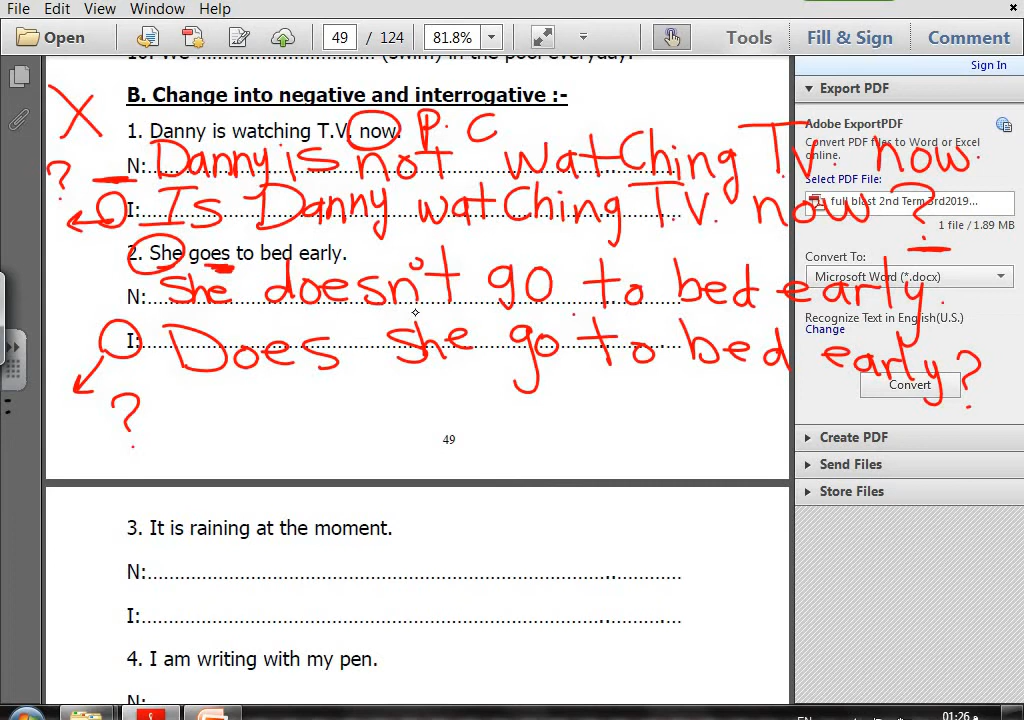 File Edit View Window Help
Open 49 / 124 81.8% Tools Fill & Sign Comment
Sign In
B. Change into negative and interrogative :-
X
1. Danny is watching T.V. now. P. C
?
N: Danny is not watching T.V. now.
I: Is Danny watching T.V. now?
2. She goes to bed early.
N: she doesn't go to bed early.
I: Does she go to bed early?
?
49
3. It is raining at the moment.
N:
I:
4. I am writing with my pen.
N:
Export PDF
Adobe ExportPDF
Convert PDF files to Word or Excel
online.
Select PDF File:
full blast 2nd Term 3rd2019...
1 file / 1.89 MB
Convert To:
Microsoft Word (*.docx)
Recognize Text in English(U.S.)
Change
Convert
Create PDF
Send Files
Store Files
EN 01:26